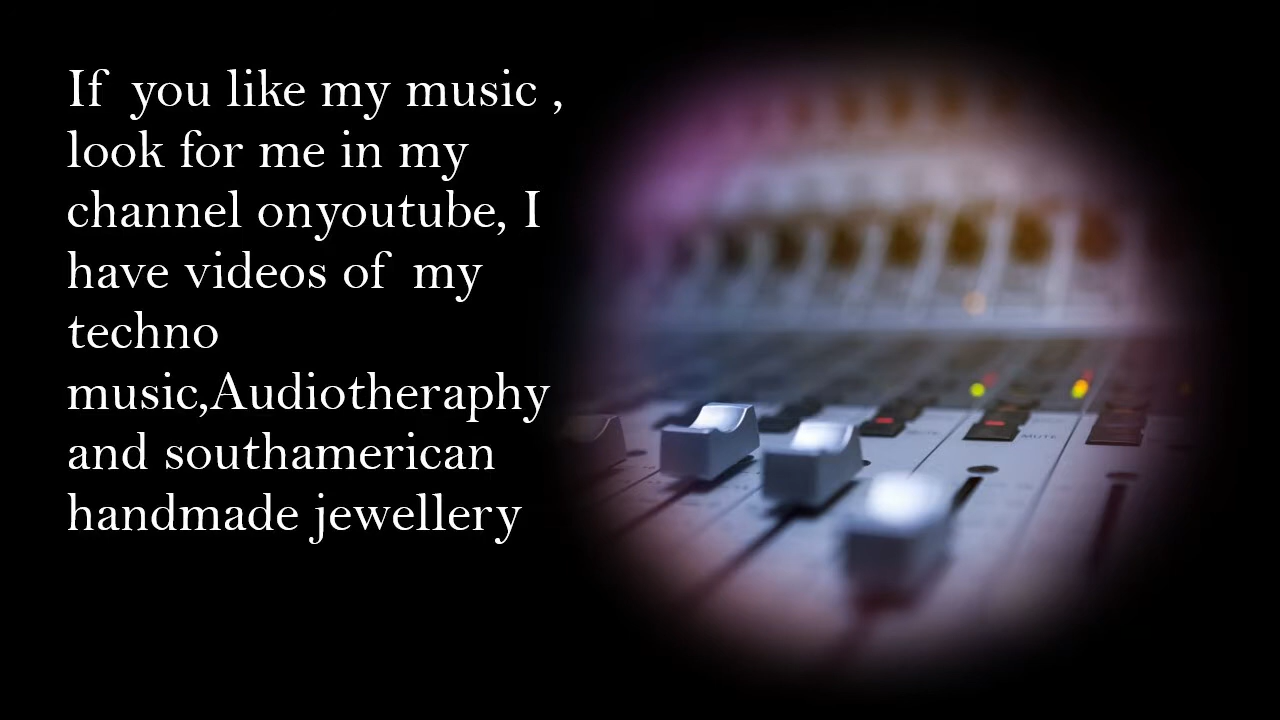 If you like my music ,
look for me in my
channel onyoutube, I
have videos of my
techno
music,Audiotheraphy
and southamerican
handmade jewellery
MUTE